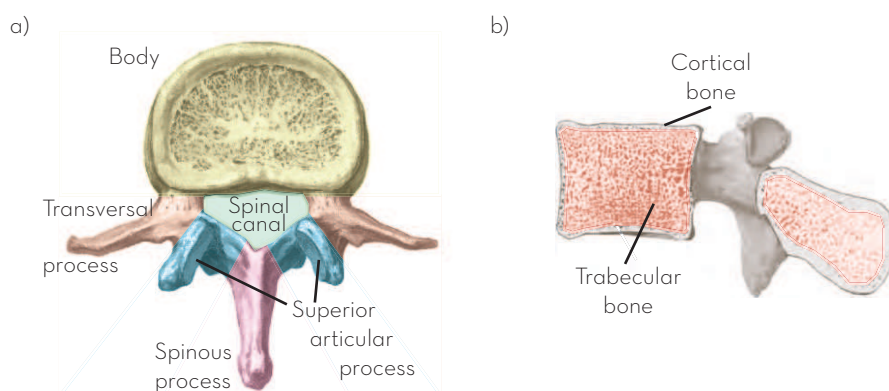 a)
Body
Transversal
process
Spinal
canal
Superior
articular
process
Spinous
process
b)
Cortical
bone
Trabecular
bone